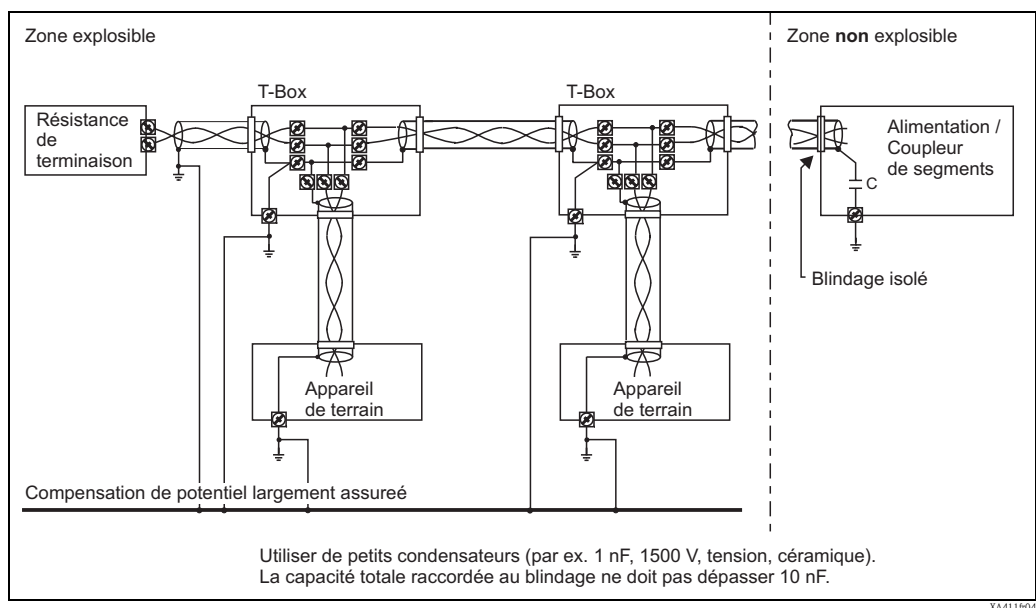 Zone explosible
Zone non explosible
T-Box
T-Box
Résistance
de
terminaison
Alimentation /
Coupleur
de segments
C
Blindage isolé
Appareil
de terrain
Appareil
de terrain
Compensation de potentiel largement assureé
Utiliser de petits condensateurs (par ex. 1 nF, 1500 V, tension, céramique).
La capacité totale raccordée au blindage ne doit pas dépasser 10 nF.